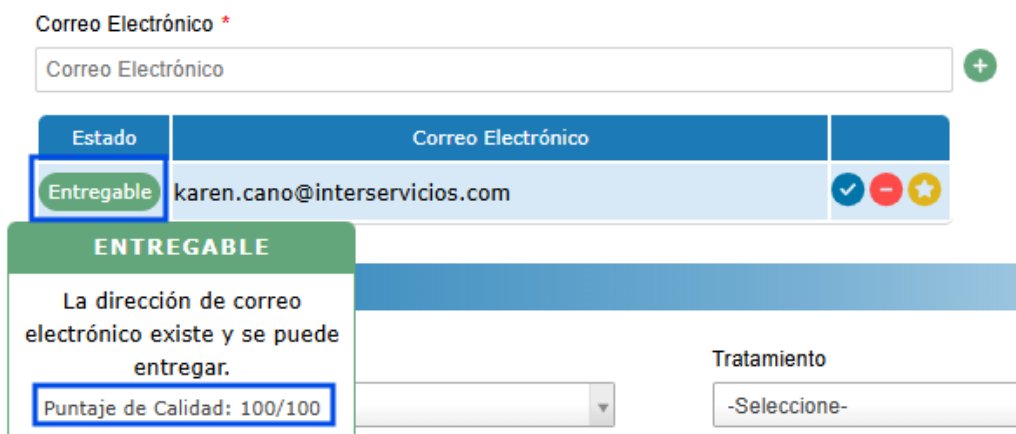 Correo Electrónico *
Correo Electrónico
Estado Correo Electrónico
Entregable karen.cano@interservicios.com
ENTREGABLE
La dirección de correo
electrónico existe y se puede
entregar.
Puntaje de Calidad: 100/100
Tratamiento
-Seleccione-